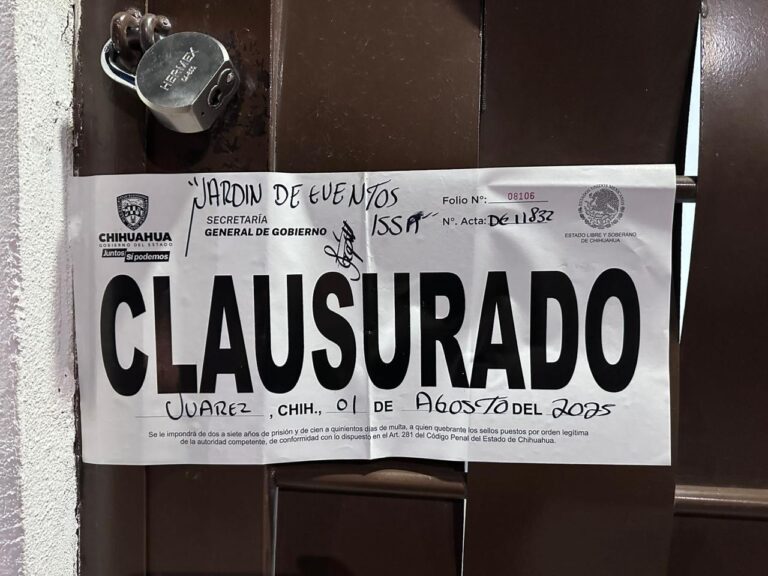 HERMEX
"JARDIN DE EVENTOS
ISSA"
CHIHUAHUA
GOBIERNO DEL ESTADO
Juntos Sí podemos
SECRETARÍA
GENERAL DE GOBIERNO
Folio Nº: 08106
Nº. Acta: DE 11832
ESTADO LIBRE Y SOBERANO
DE CHIHUAHUA
CLAUSURADO
JUAREZ, CHIH., 01 DE AGOSTO DEL 2025
Se le impondrá de dos a siete años de prisión y de cien a quinientos días de multa, a quien quebrante los sellos puestos por orden legítima
de la autoridad competente, de conformidad con lo dispuesto en el Art. 281 del Código Penal del Estado de Chihuahua.